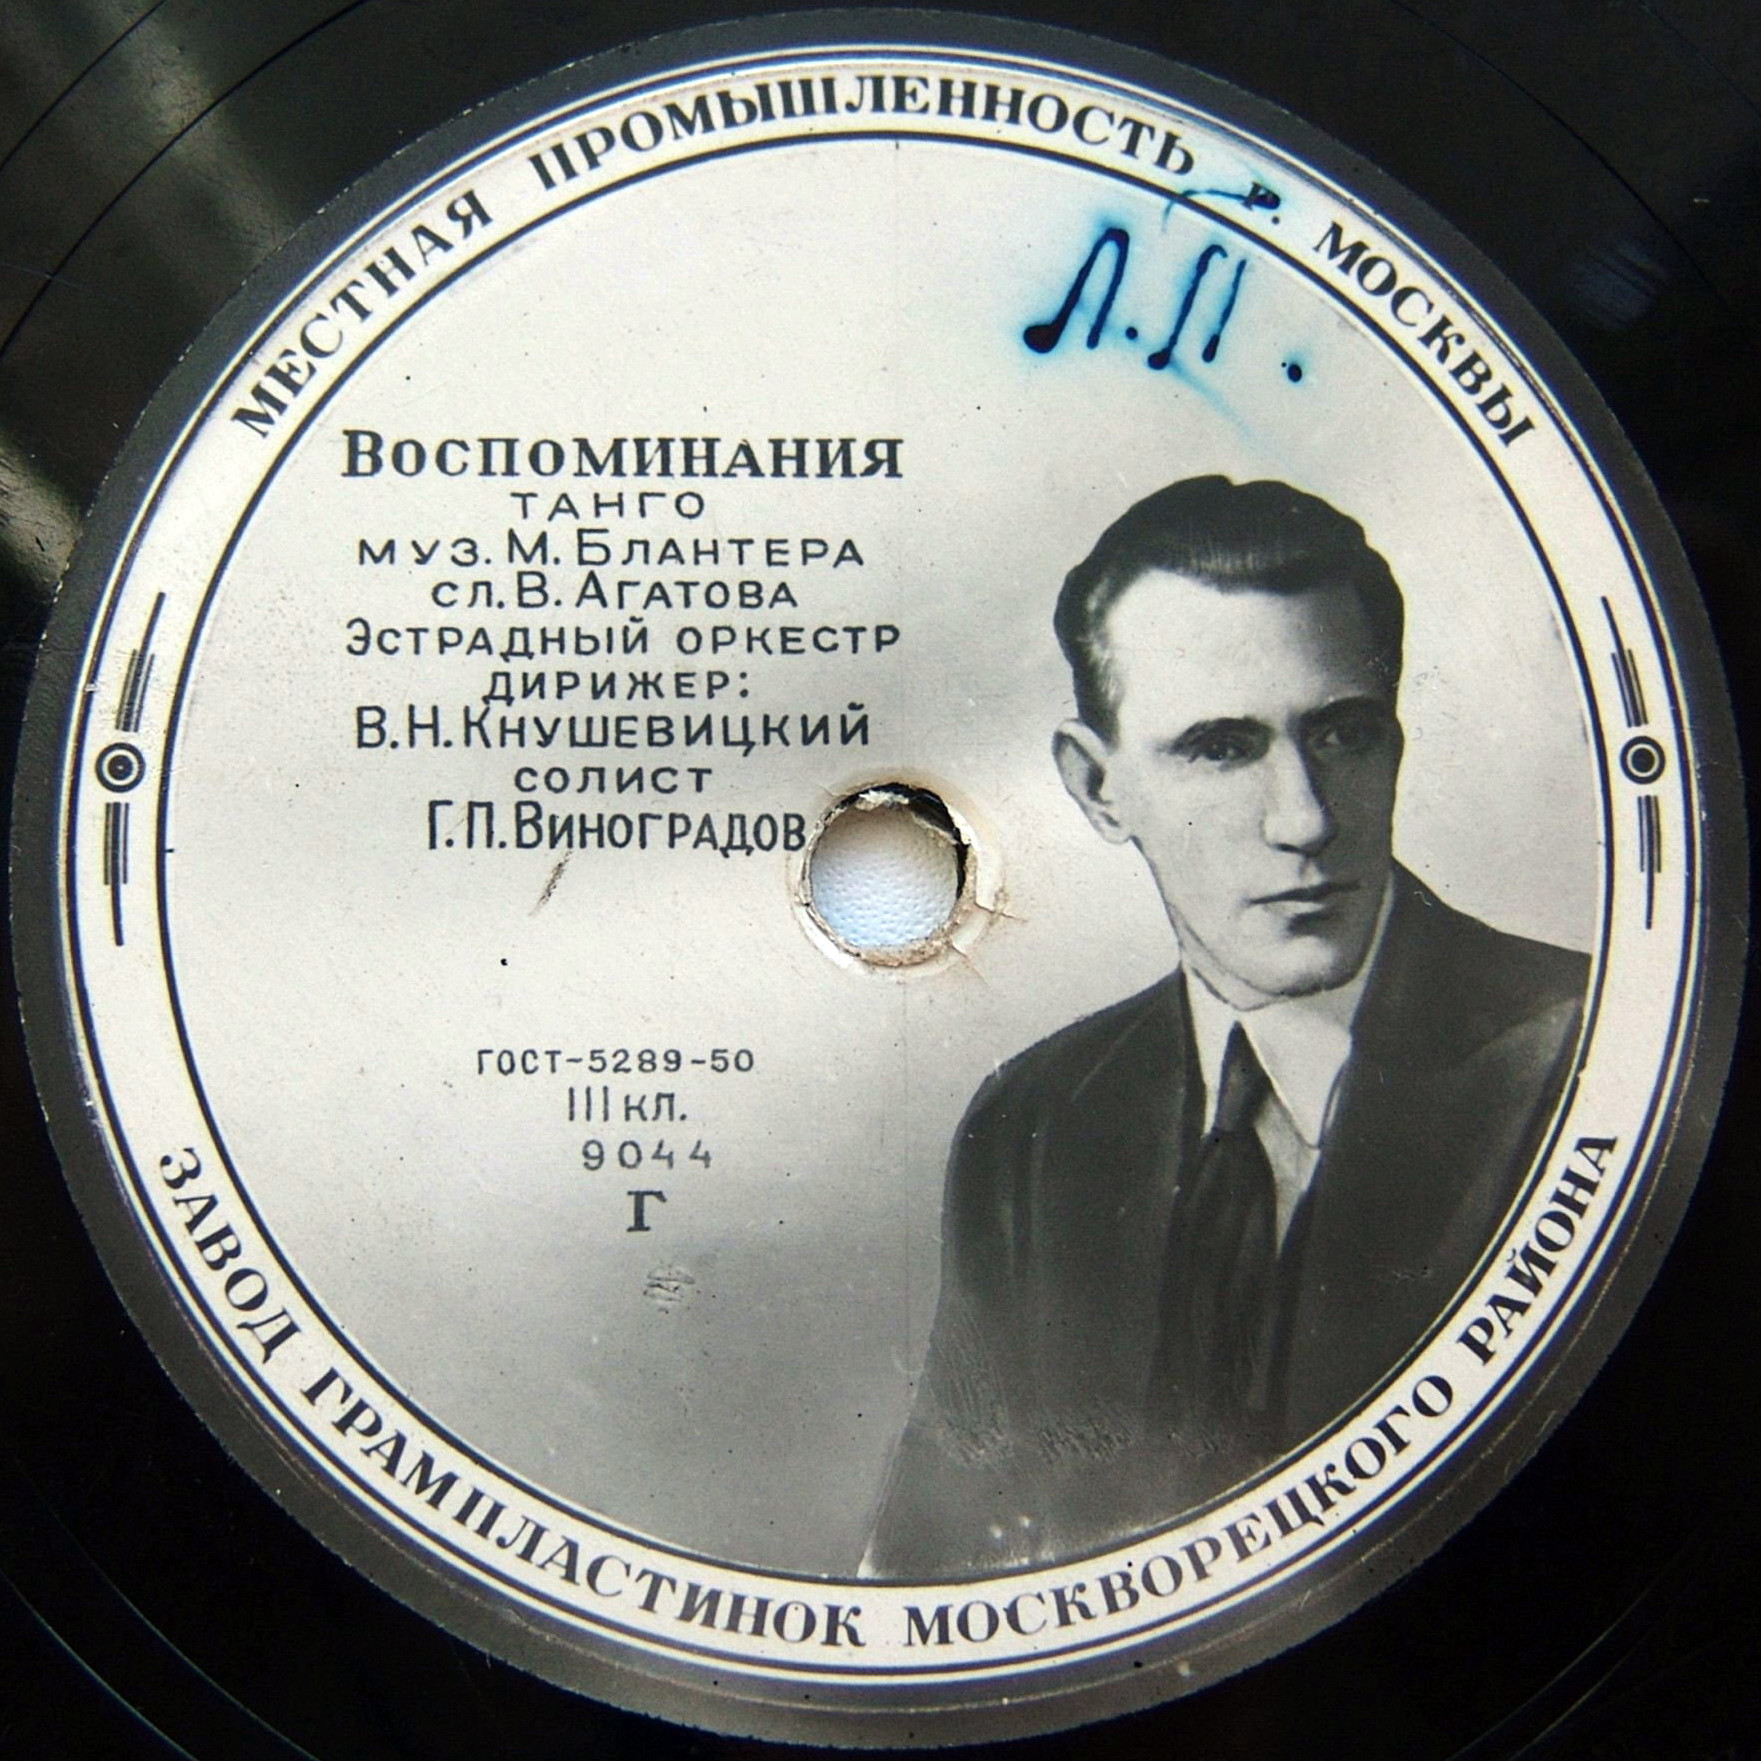 МЕСТНАЯ ПРОМЫШЛЕННОСТЬ г. МОСКВЫ
Л.П.
Воспоминания
ТАНГО
муз. М. Блантера
сл. В. Агатова
Эстрадный оркестр
дирижер:
В.Н. Кнушевицкий
солист
Г.П. Виноградов
ГОСТ-5289-50
III кл.
9044
Г
ЗАВОД ГРАМПЛАСТИНОК МОСКВОРЕЦКОГО РАЙОНА